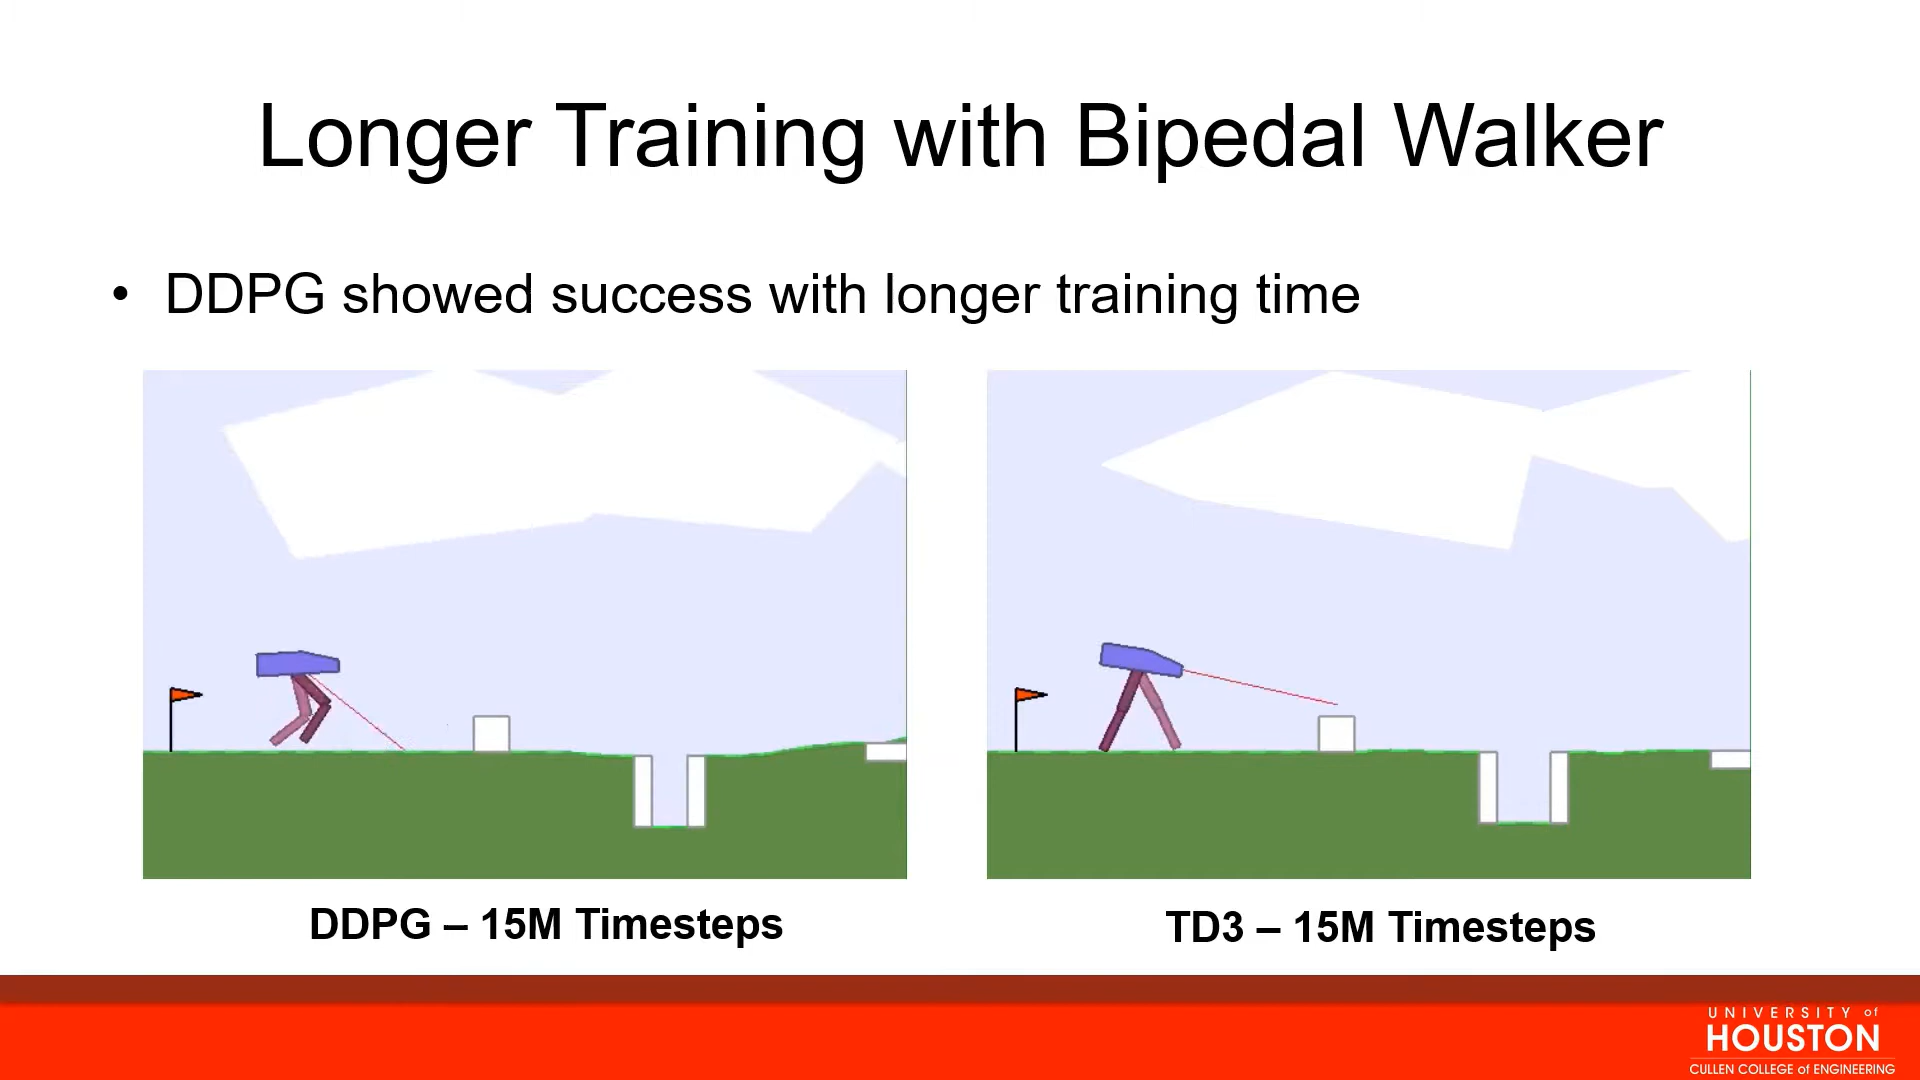 Longer Training with Bipedal Walker
• DDPG showed success with longer training time
DDPG – 15M Timesteps
TD3 – 15M Timesteps
UNIVERSITY of
HOUSTON
CULLEN COLLEGE of ENGINEERING